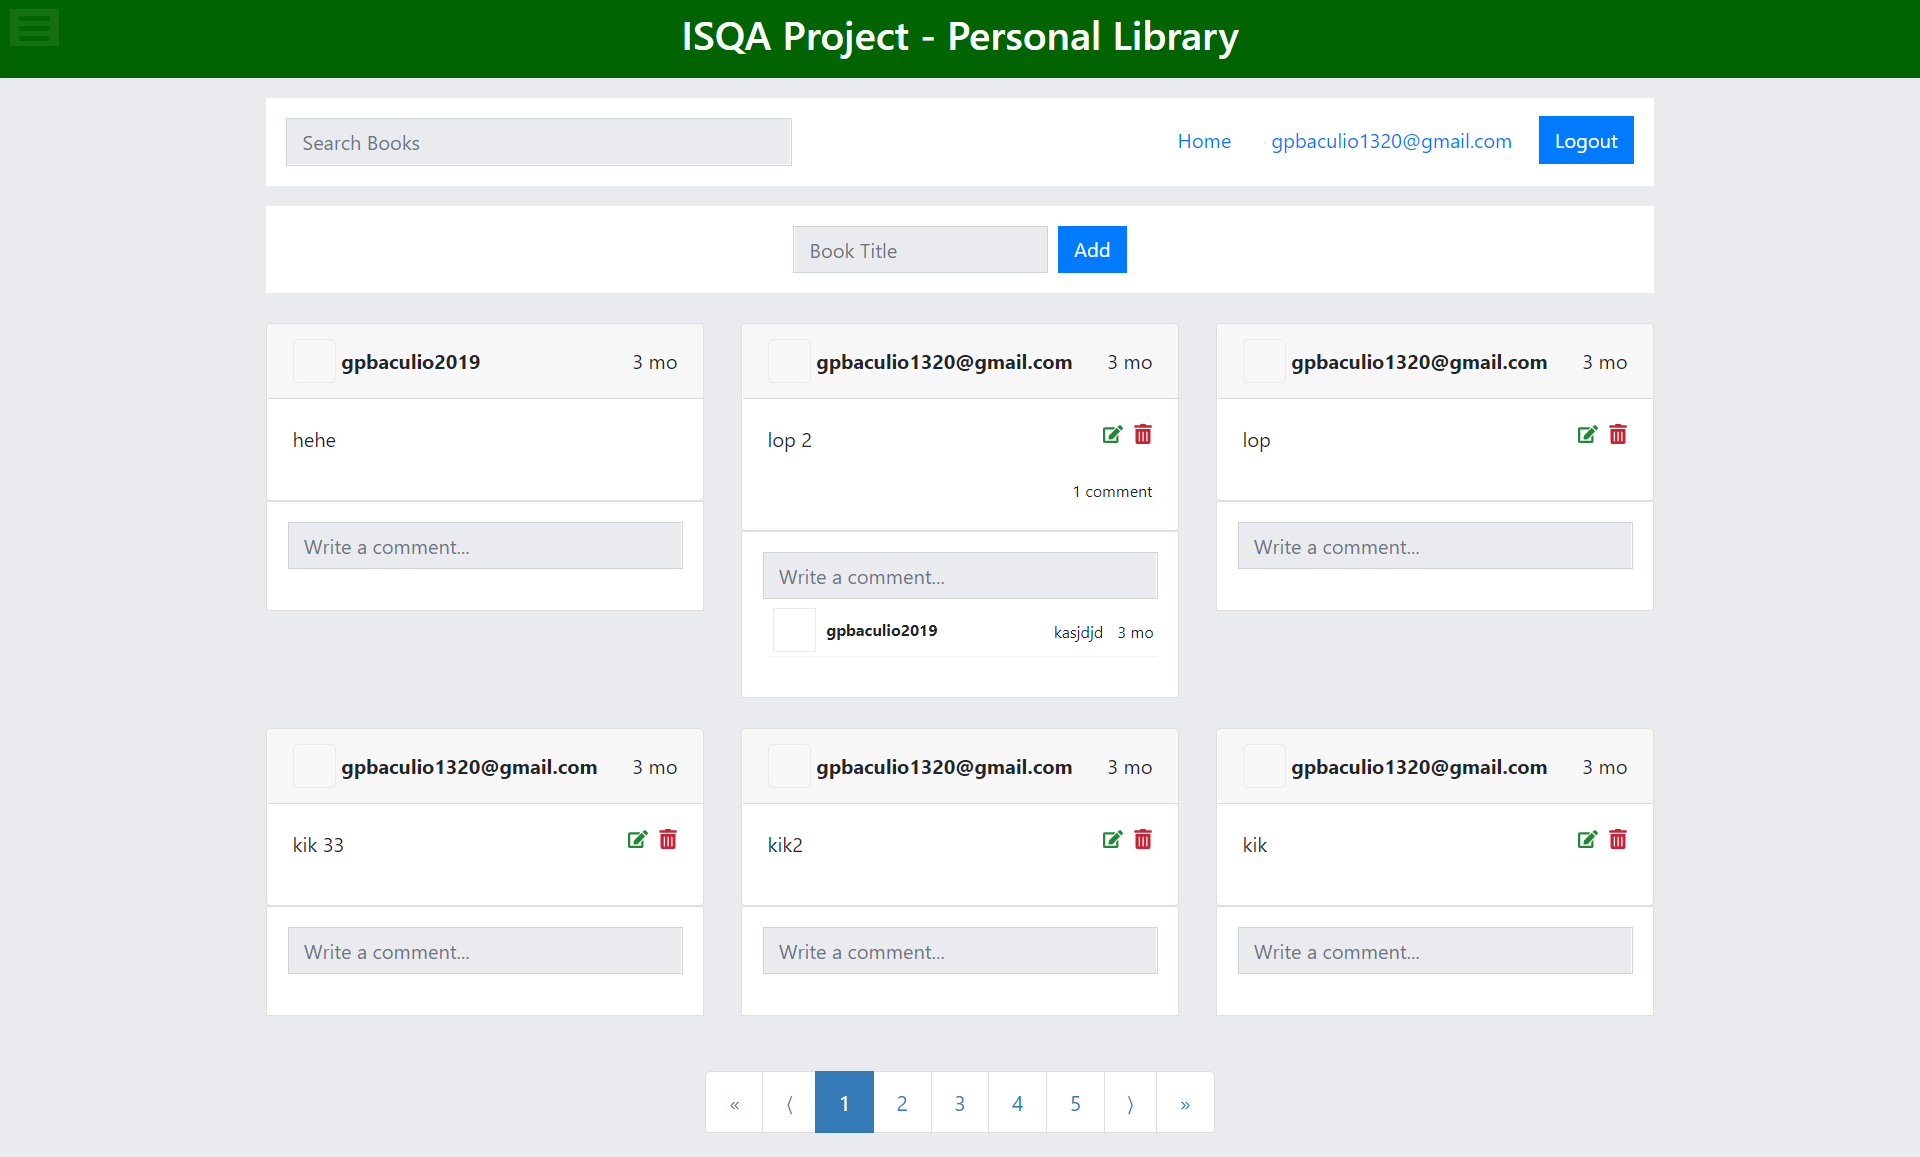 ISQA Project - Personal Library
Search Books
Home gpbaculio1320@gmail.com Logout
Book Title Add
gpbaculio2019 3 mo
hehe
Write a comment...
gpbaculio1320@gmail.com 3 mo
lop 2
1 comment
Write a comment...
gpbaculio2019 kasjdjd 3 mo
gpbaculio1320@gmail.com 3 mo
lop
Write a comment...
gpbaculio1320@gmail.com 3 mo
kik 33
Write a comment...
gpbaculio1320@gmail.com 3 mo
kik2
Write a comment...
gpbaculio1320@gmail.com 3 mo
kik
Write a comment...
« ⟨ 1 2 3 4 5 ⟩ »